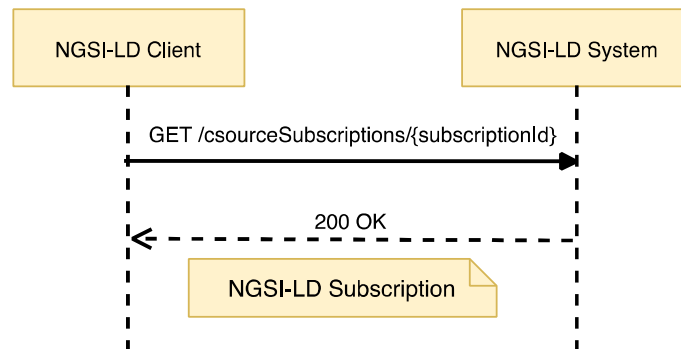 NGSI-LD Client
NGSI-LD System
GET /csourceSubscriptions/{subscriptionId}
200 OK
NGSI-LD Subscription